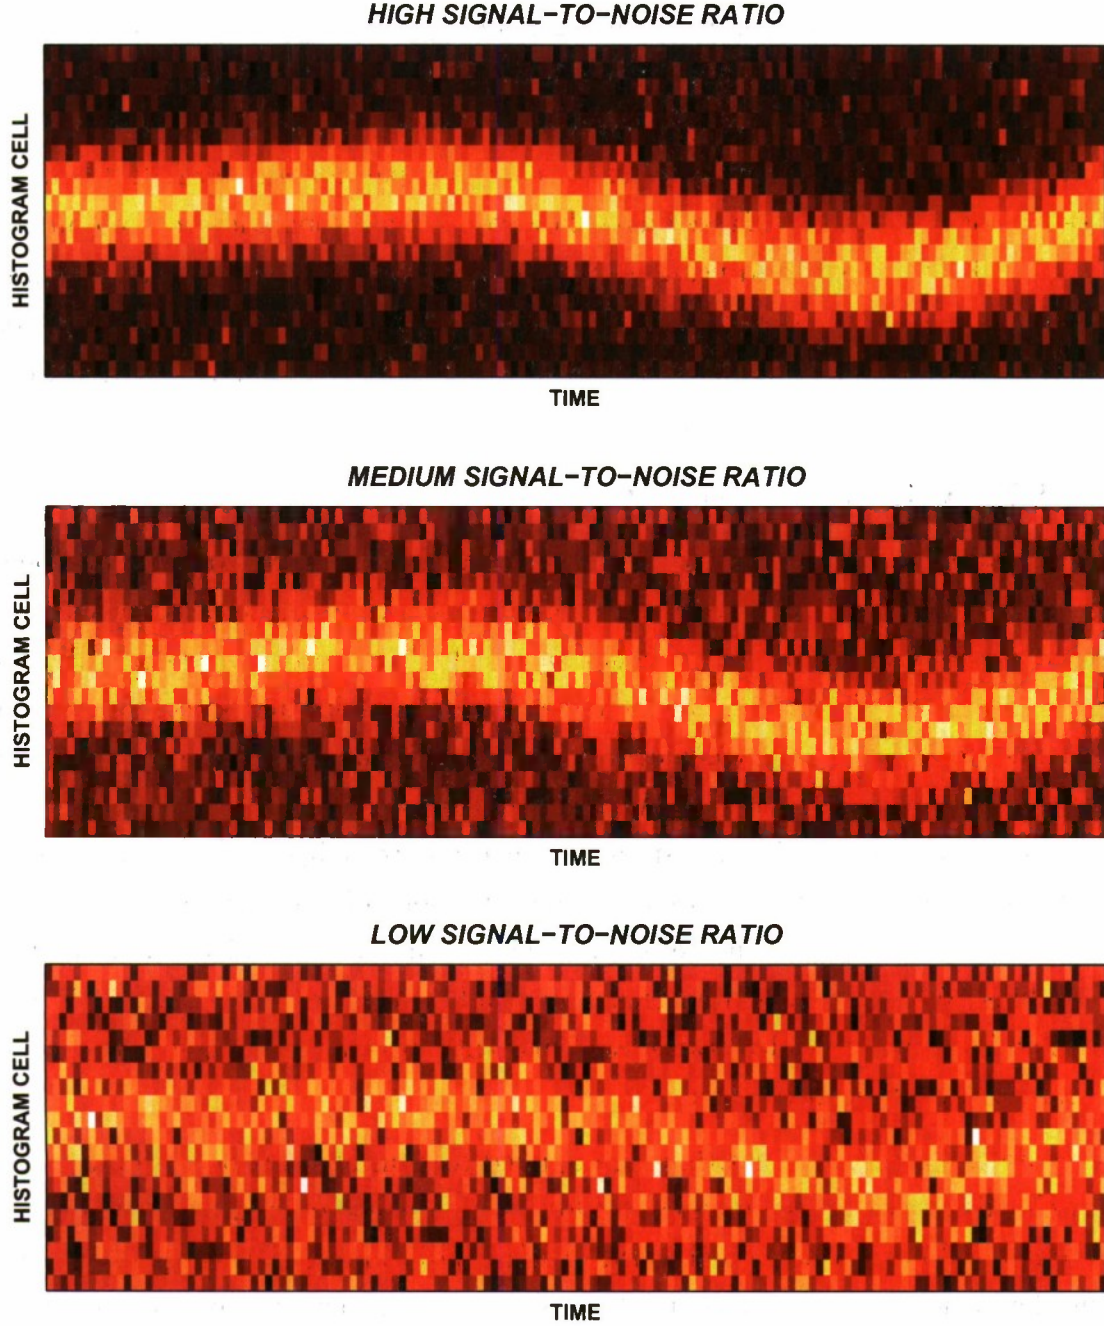 HIGH SIGNAL−TO−NOISE RATIO
HISTOGRAM CELL
TIME
MEDIUM SIGNAL−TO−NOISE RATIO
HISTOGRAM CELL
TIME
LOW SIGNAL−TO−NOISE RATIO
HISTOGRAM CELL
TIME